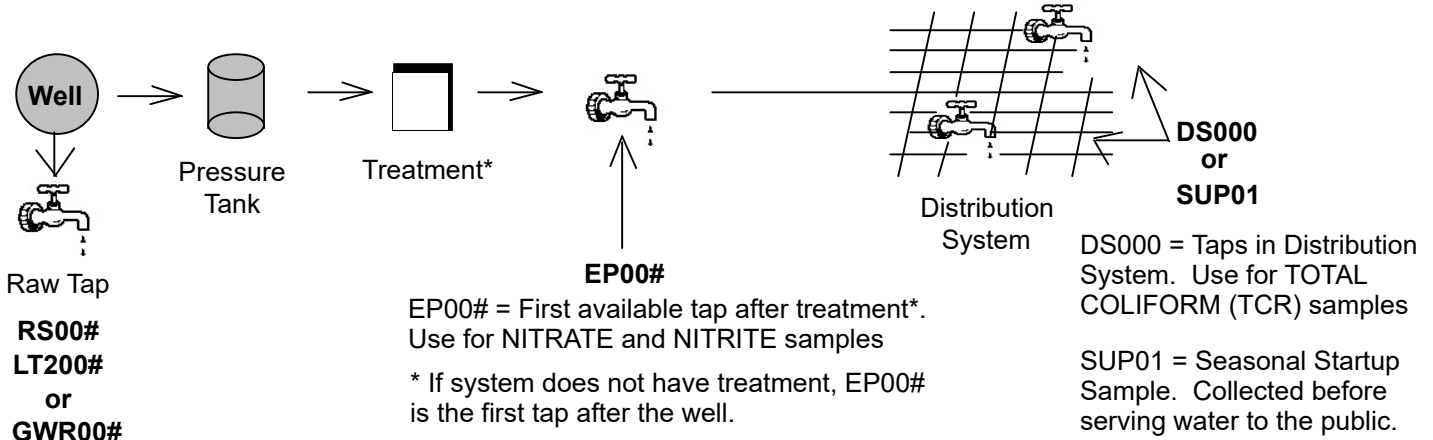 Well
Pressure
Tank
Treatment*
Raw Tap
RS00#
LT200#
or
GWR00#
EP00#
EP00# = First available tap after treatment*.
Use for NITRATE and NITRITE samples
* If system does not have treatment, EP00#
is the first tap after the well.
Distribution
System
DS000
or
SUP01
DS000 = Taps in Distribution
System. Use for TOTAL
COLIFORM (TCR) samples
SUP01 = Seasonal Startup
Sample. Collected before
serving water to the public.